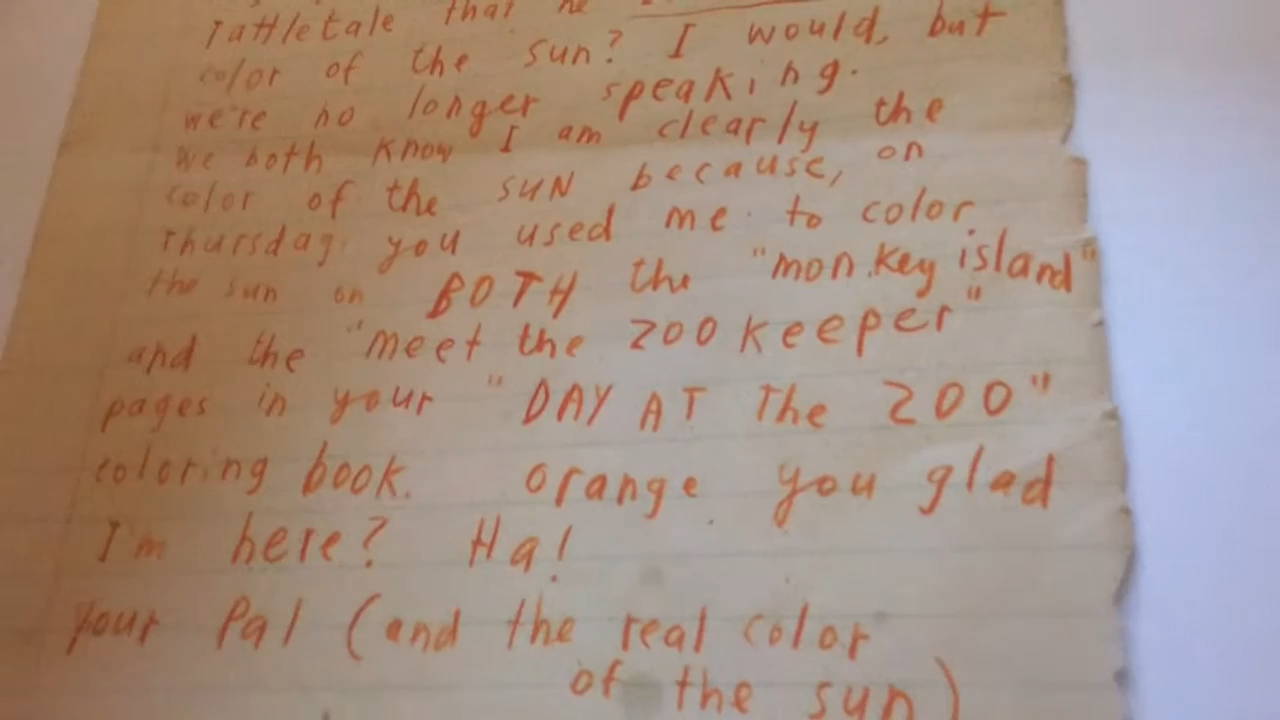 Tattletale that he
color of the sun? I would, but
we're no longer speaking.
We both know I am clearly the
color of the SUN because, on
Thursday, you used me to color
the sun on BOTH the "monkey island"
and the "meet the zoo keeper"
pages in your "DAY AT The ZOO"
coloring book. orange you glad
I'm here? Ha!
Your Pal (and the real color
of the sun)